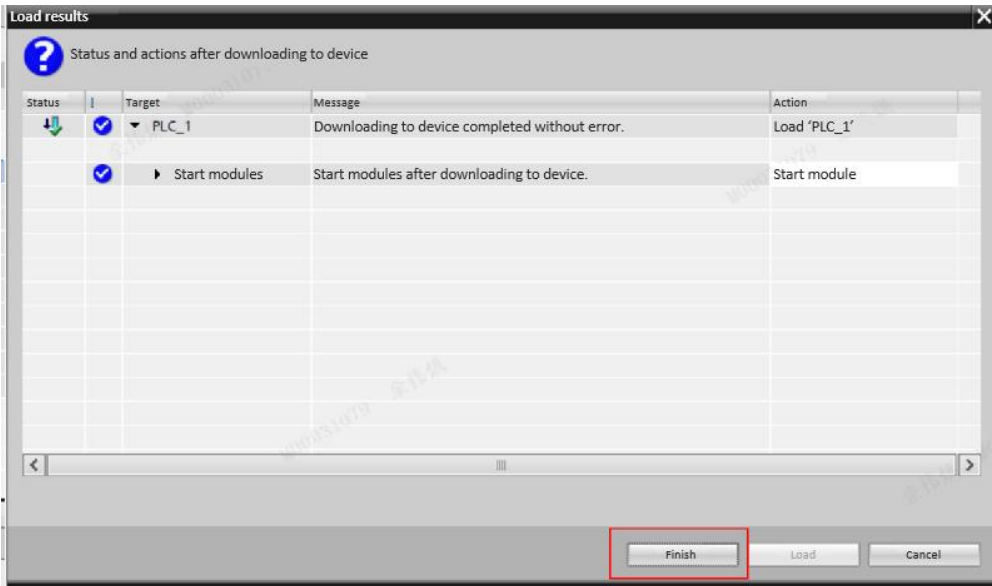 Load results
Status and actions after downloading to device
Status ! Target Message Action
PLC_1 Downloading to device completed without error. Load 'PLC_1'
Start modules Start modules after downloading to device. Start module
Finish Load Cancel